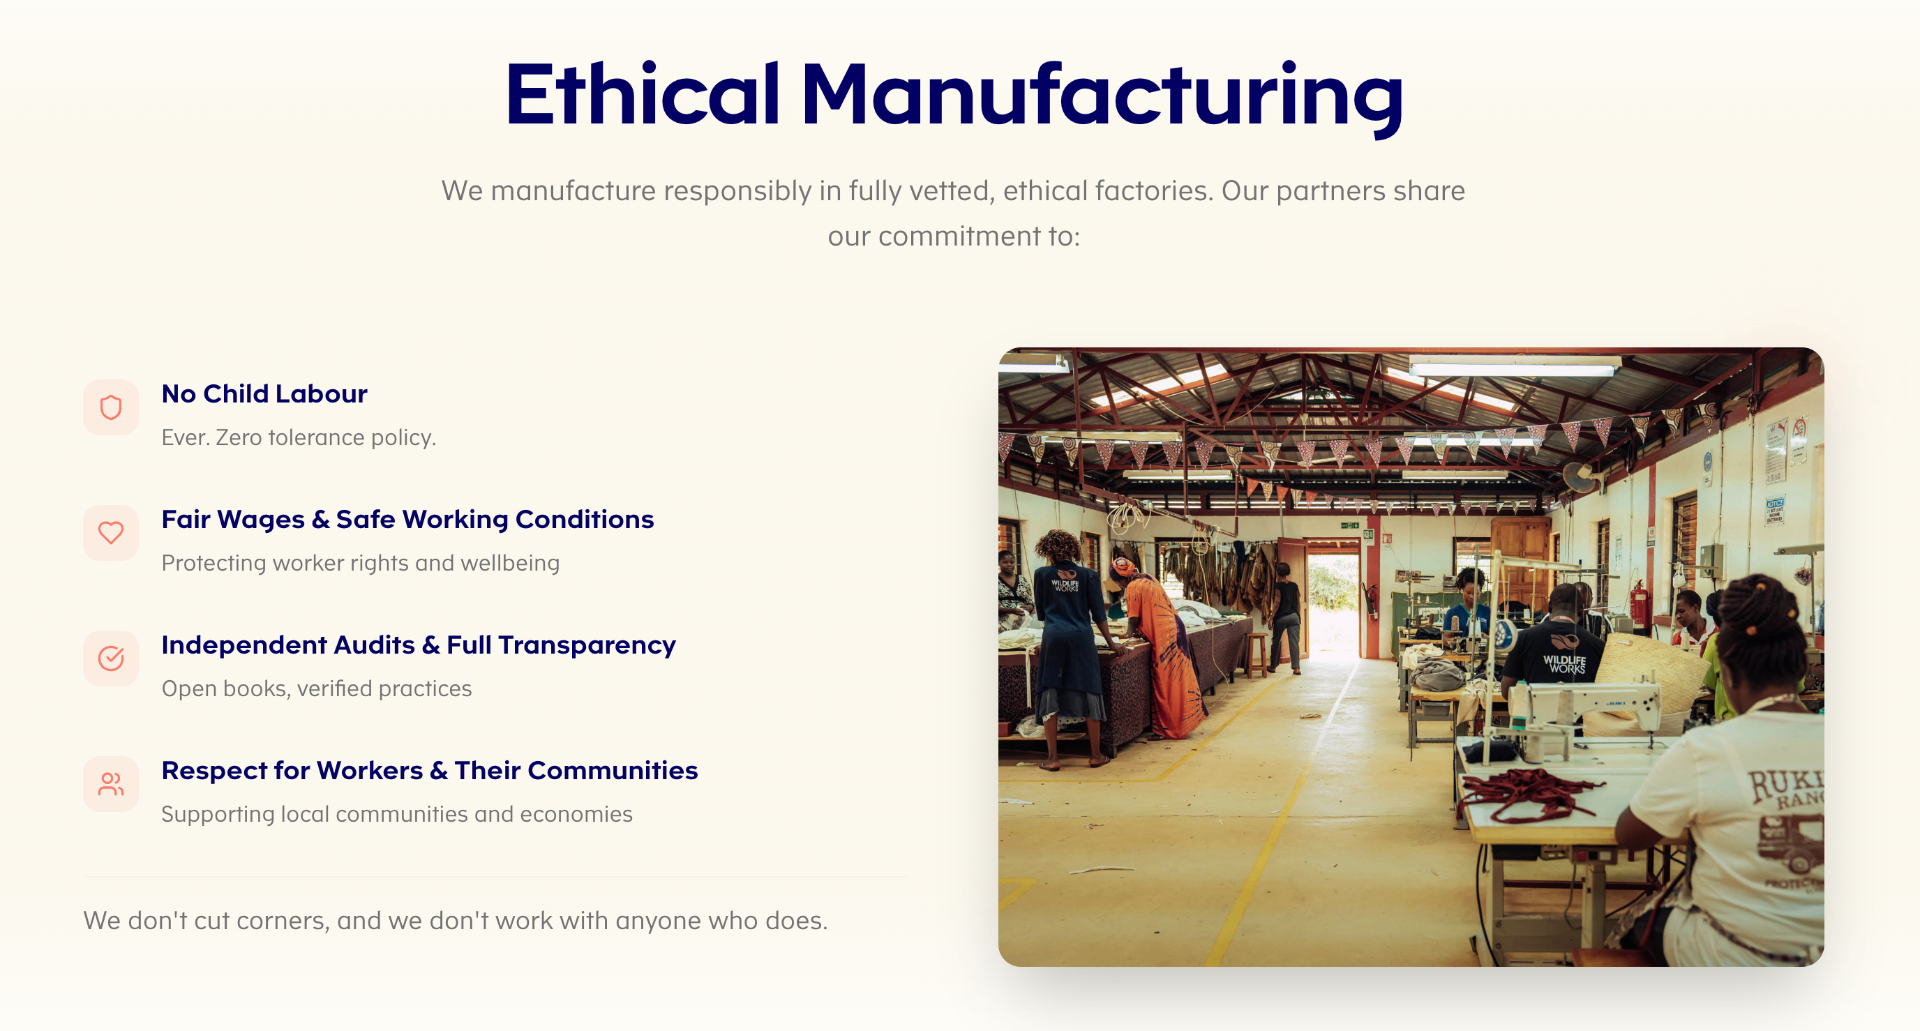 Ethical Manufacturing
We manufacture responsibly in fully vetted, ethical factories. Our partners share
our commitment to:
No Child Labour
Ever. Zero tolerance policy.
Fair Wages & Safe Working Conditions
Protecting worker rights and wellbeing
Independent Audits & Full Transparency
Open books, verified practices
Respect for Workers & Their Communities
Supporting local communities and economies
We don't cut corners, and we don't work with anyone who does.
WILDLIFE
WORKS
WILDLIFE
WORKS